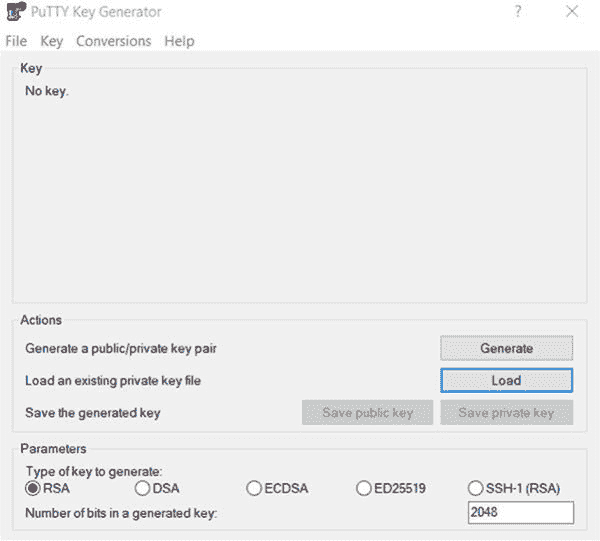 PuTTY Key Generator ?
File Key Conversions Help
Key
No key.
Actions
Generate a public/private key pair Generate
Load an existing private key file Load
Save the generated key Save public key Save private key
Parameters
Type of key to generate:
RSA DSA ECDSA ED25519 SSH-1 (RSA)
Number of bits in a generated key: 2048